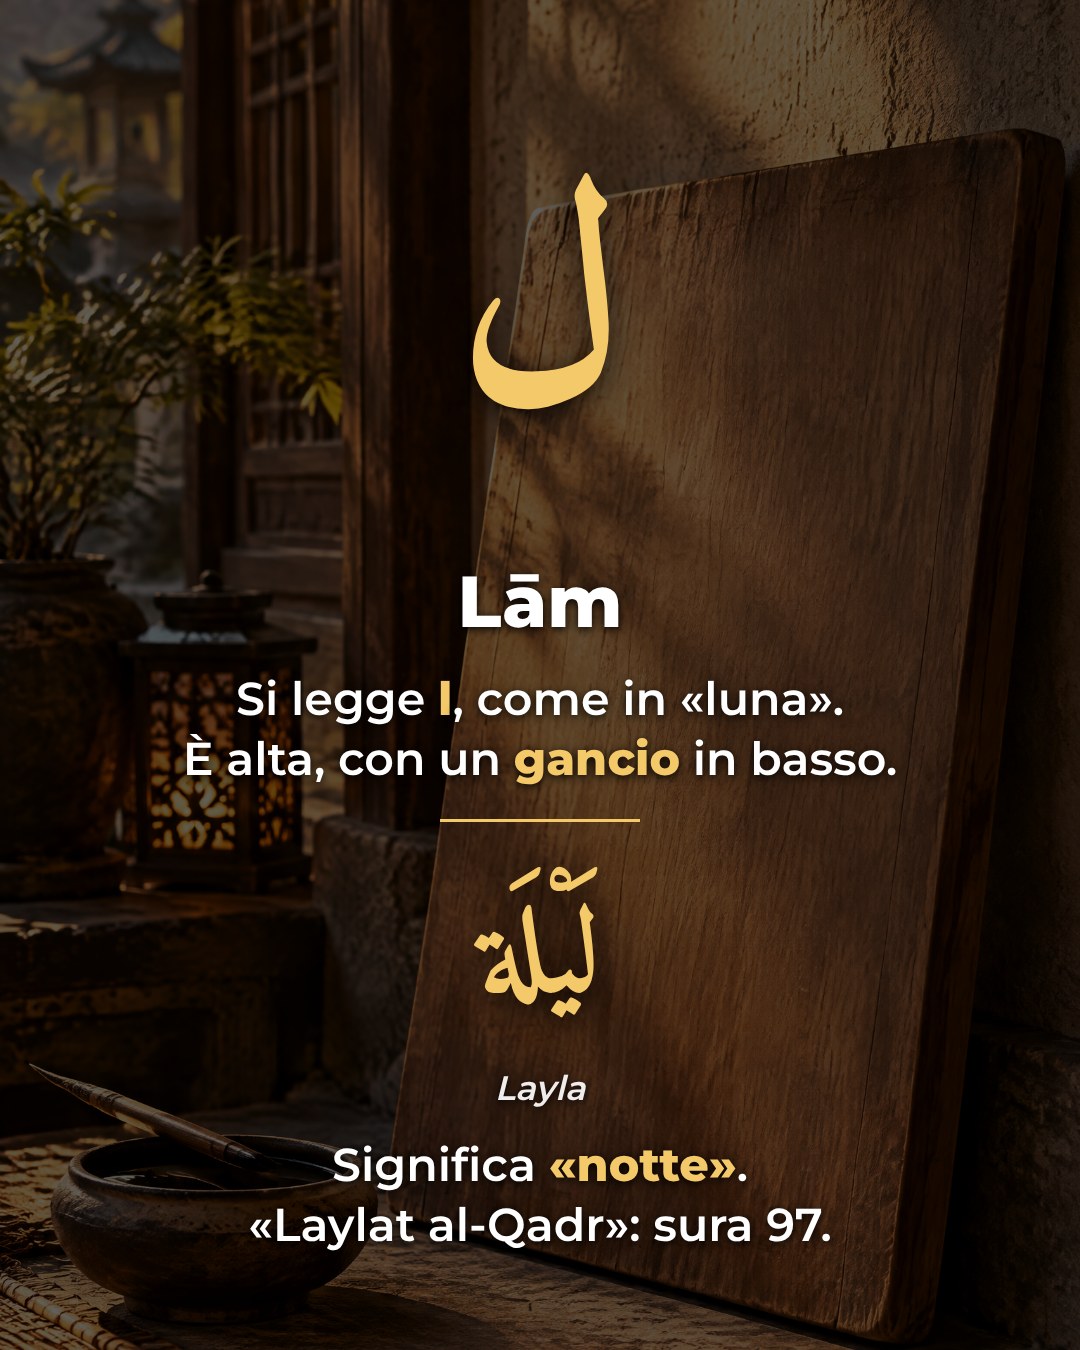 ل
Lām
Si legge l, come in «luna».
È alta, con un gancio in basso.
لَيْلَة
Layla
Significa «notte».
«Laylat al-Qadr»: sura 97.